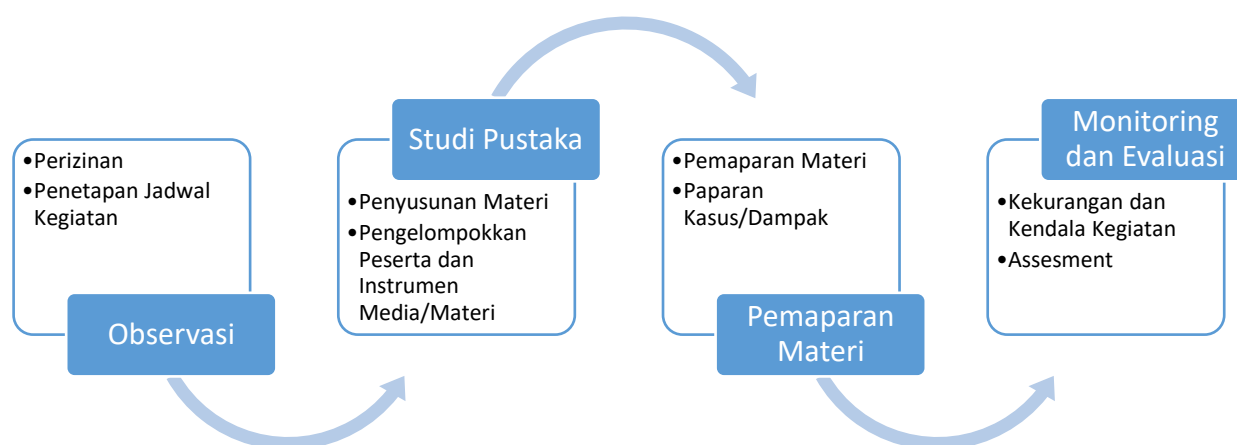 •Perizinan
•Penetapan Jadwal
Kegiatan
Observasi
Studi Pustaka
•Penyusunan Materi
•Pengelompokkan
Peserta dan
Instrumen
Media/Materi
•Pemaparan Materi
•Paparan
Kasus/Dampak
Pemaparan
Materi
Monitoring
dan Evaluasi
•Kekurangan dan
Kendala Kegiatan
•Assesment